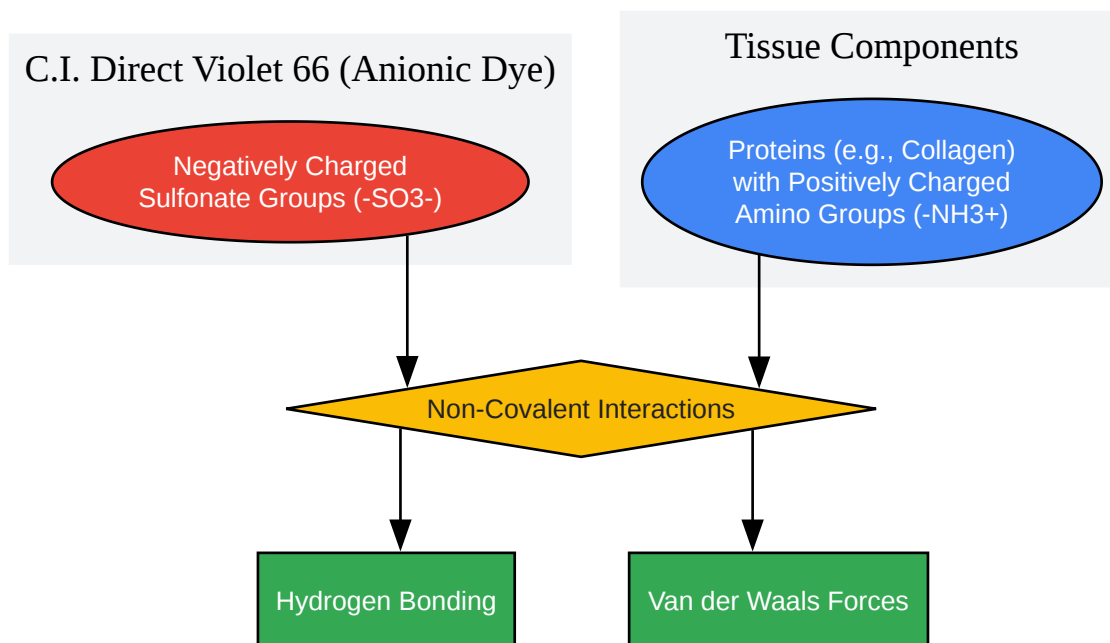 C.I. Direct Violet 66 (Anionic Dye)
Tissue Components
Negatively Charged
Sulfonate Groups (-SO3-)
Proteins (e.g., Collagen)
with Positively Charged
Amino Groups (-NH3+)
Non-Covalent Interactions
Hydrogen Bonding
Van der Waals Forces